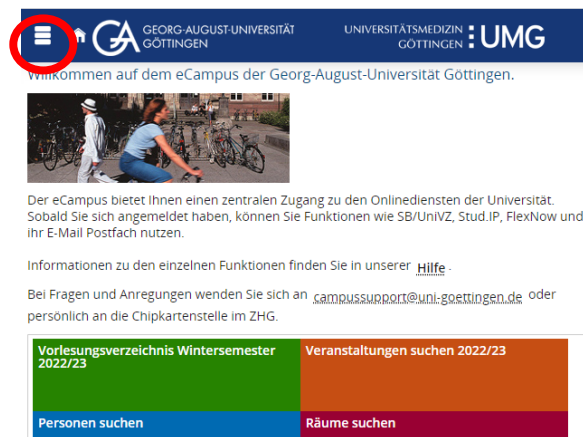 GEORG-AUGUST-UNIVERSITÄT
GÖTTINGEN
UNIVERSITÄTSMEDIZIN
GÖTTINGEN
UMG
Willkommen auf dem eCampus der Georg-August-Universität Göttingen.
Der eCampus bietet Ihnen einen zentralen Zugang zu den Onlinediensten der Universität.
Sobald Sie sich angemeldet haben, können Sie Funktionen wie SB/UniVZ, Stud.IP, FlexNow und
ihr E-Mail Postfach nutzen.
Informationen zu den einzelnen Funktionen finden Sie in unserer Hilfe .
Bei Fragen und Anregungen wenden Sie sich an campussupport@uni-goettingen.de oder
persönlich an die Chipkartenstelle im ZHG.
Vorlesungsverzeichnis Wintersemester
2022/23
Veranstaltungen suchen 2022/23
Personen suchen
Räume suchen